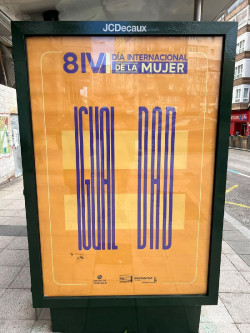 JCDecaux
8M DÍA INTERNACIONAL
DE LA MUJER
IGUAL DAD